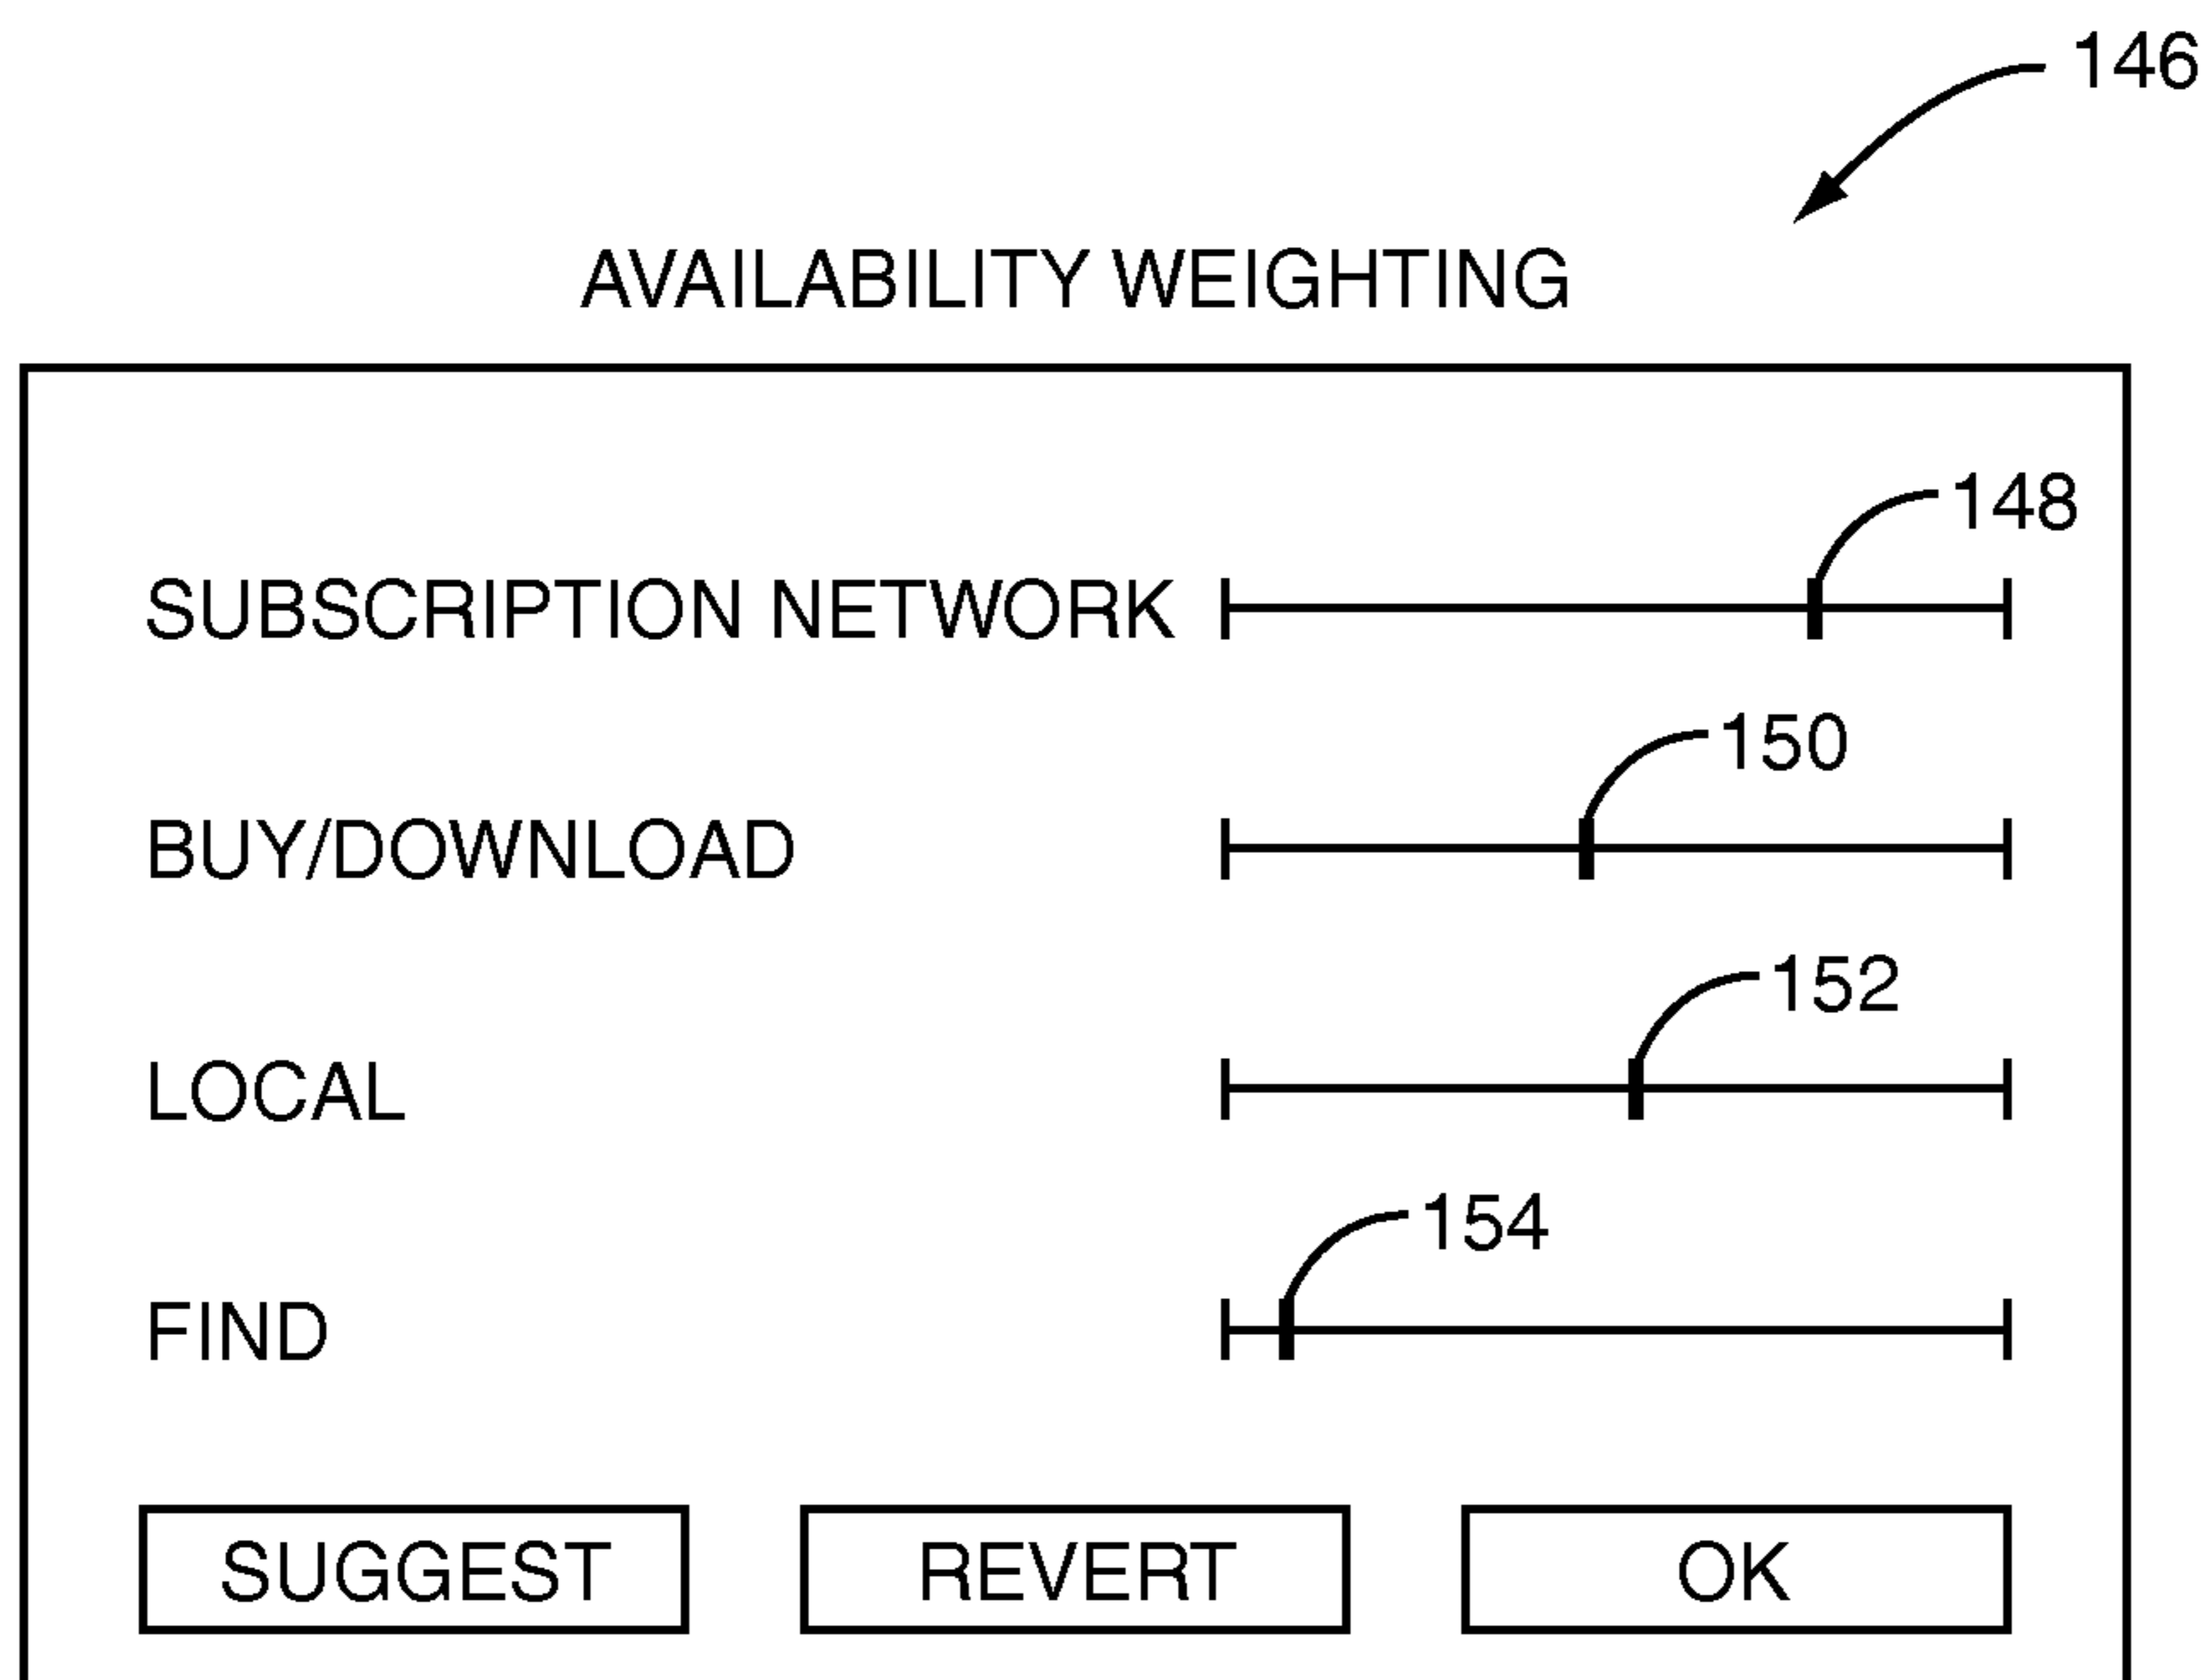 146
AVAILABILITY WEIGHTING
148
SUBSCRIPTION NETWORK
150
BUY/DOWNLOAD
152
LOCAL
154
FIND
SUGGEST REVERT OK